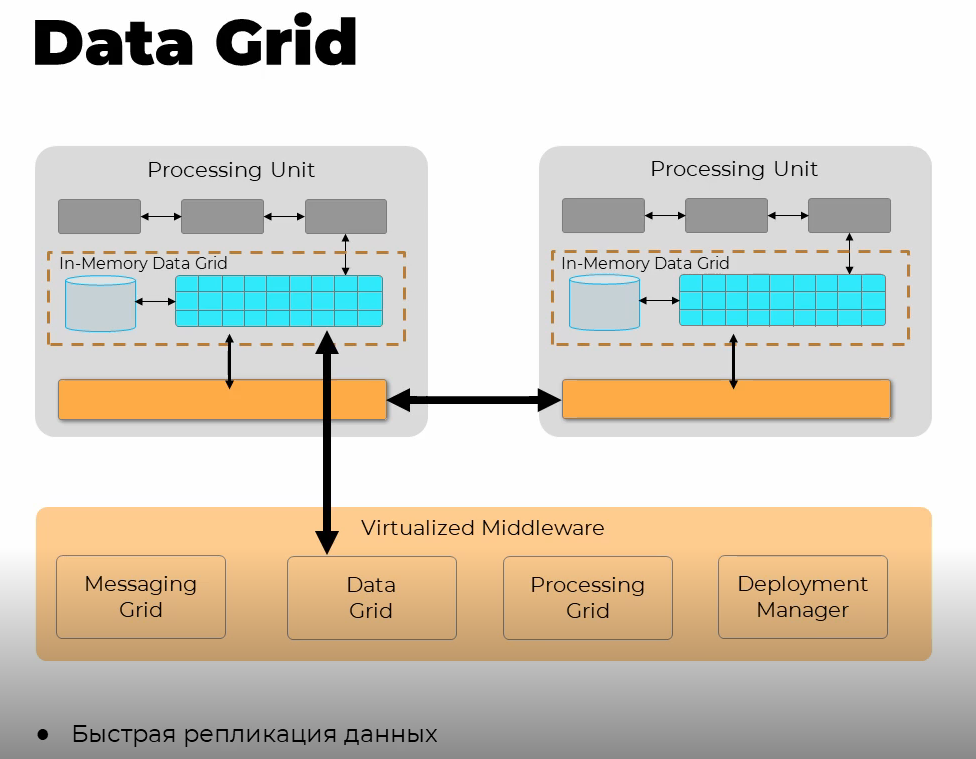 Data Grid
Processing Unit
Processing Unit
In-Memory Data Grid
In-Memory Data Grid
Virtualized Middleware
Messaging
Grid
Data
Grid
Processing
Grid
Deployment
Manager
● Быстрая репликация данных